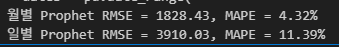 월별 Prophet RMSE = 1828.43, MAPE = 4.32%
일별 Prophet RMSE = 3910.03, MAPE = 11.39%